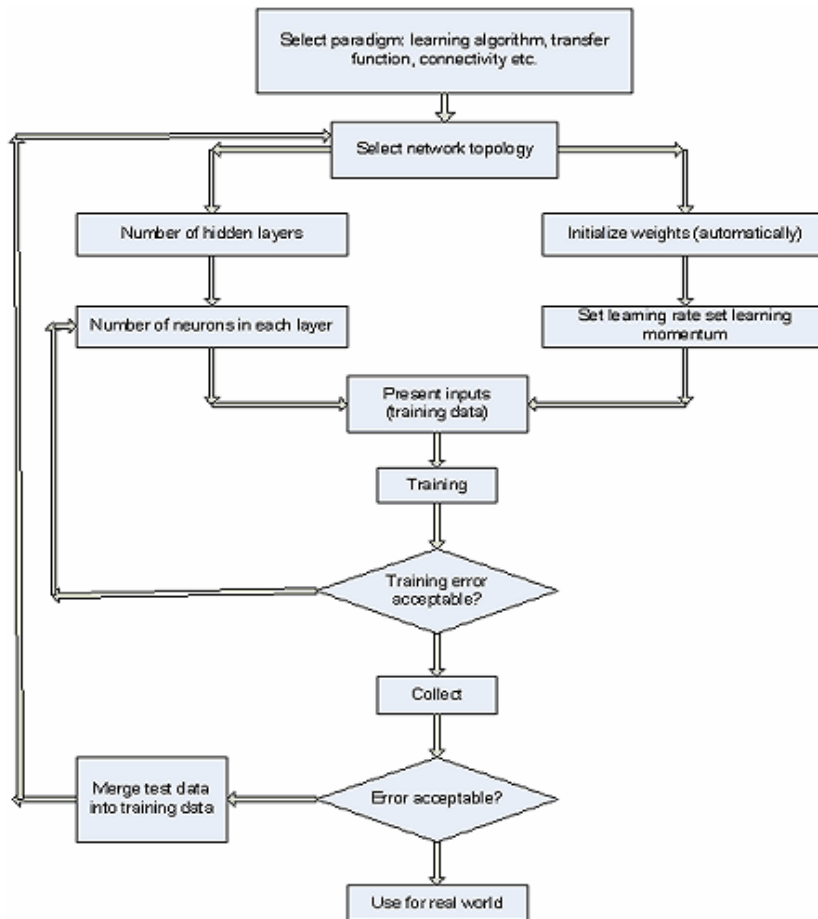 Select paradigm: learning algorithm, transfer
function, connectivity etc.
Select network topology
Number of hidden layers
Initialize weights (automatically)
Number of neurons in each layer
Set learning rate set learning
momentum
Present inputs
(training data)
Training
Training error
acceptable?
Collect
Merge test data
into training data
Error acceptable?
Use for real world